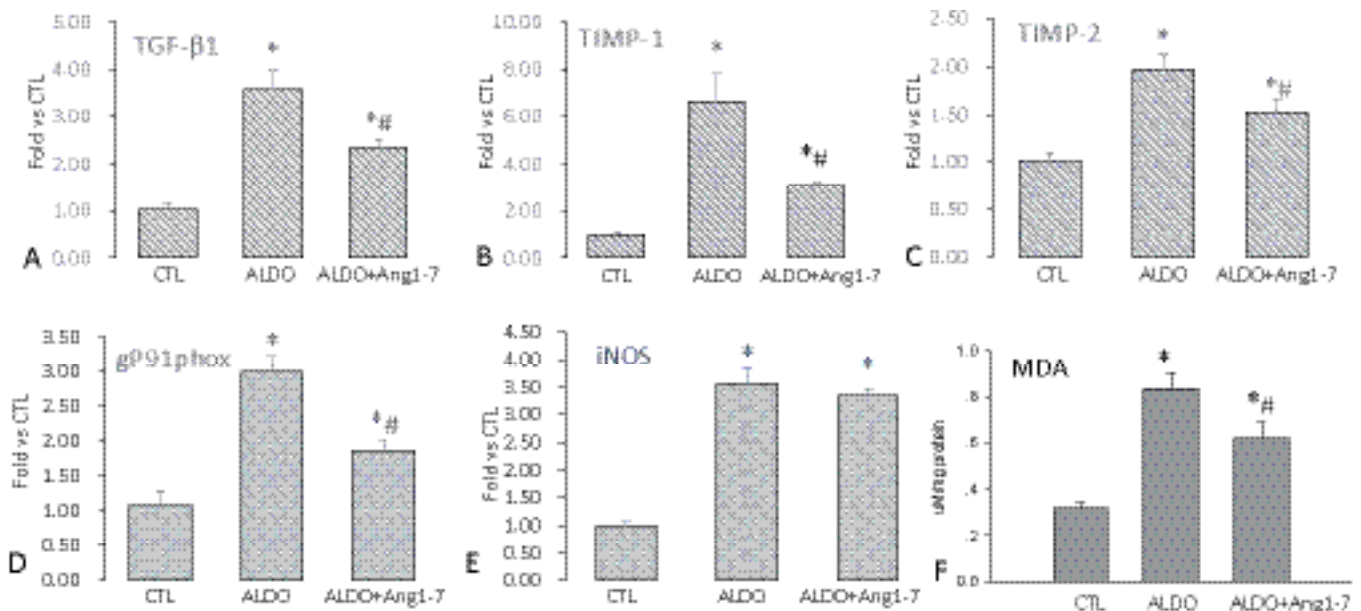 5.00
4.00
3.00
2.00
1.00
0.00
Fold vs CTL
TGF-β1
*
*#
A
CTL ALDO ALDO+Ang1-7
10.00
8.00
6.00
4.00
2.00
0.00
Fold vs CTL
TIMP-1
*
*#
B
CTL ALDO ALDO+Ang1-7
2.50
2.00
1.50
1.00
0.50
0.00
Fold vs CTL
TIMP-2
*
*#
C
CTL ALDO ALDO+Ang1-7
3.50
3.00
2.50
2.00
1.50
1.00
0.50
0.00
Fold vs CTL
gP91phox
*
*#
D
CTL ALDO ALDO+Ang1-7
4.50
4.00
3.50
3.00
2.50
2.00
1.50
1.00
0.50
0.00
Fold vs CTL
iNOS
*
*
E
CTL ALDO ALDO+Ang1-7
1.0
.8
.6
.4
.2
0.0
MDA
*
*#
F
CTL ALDO ALDO+Ang1-7